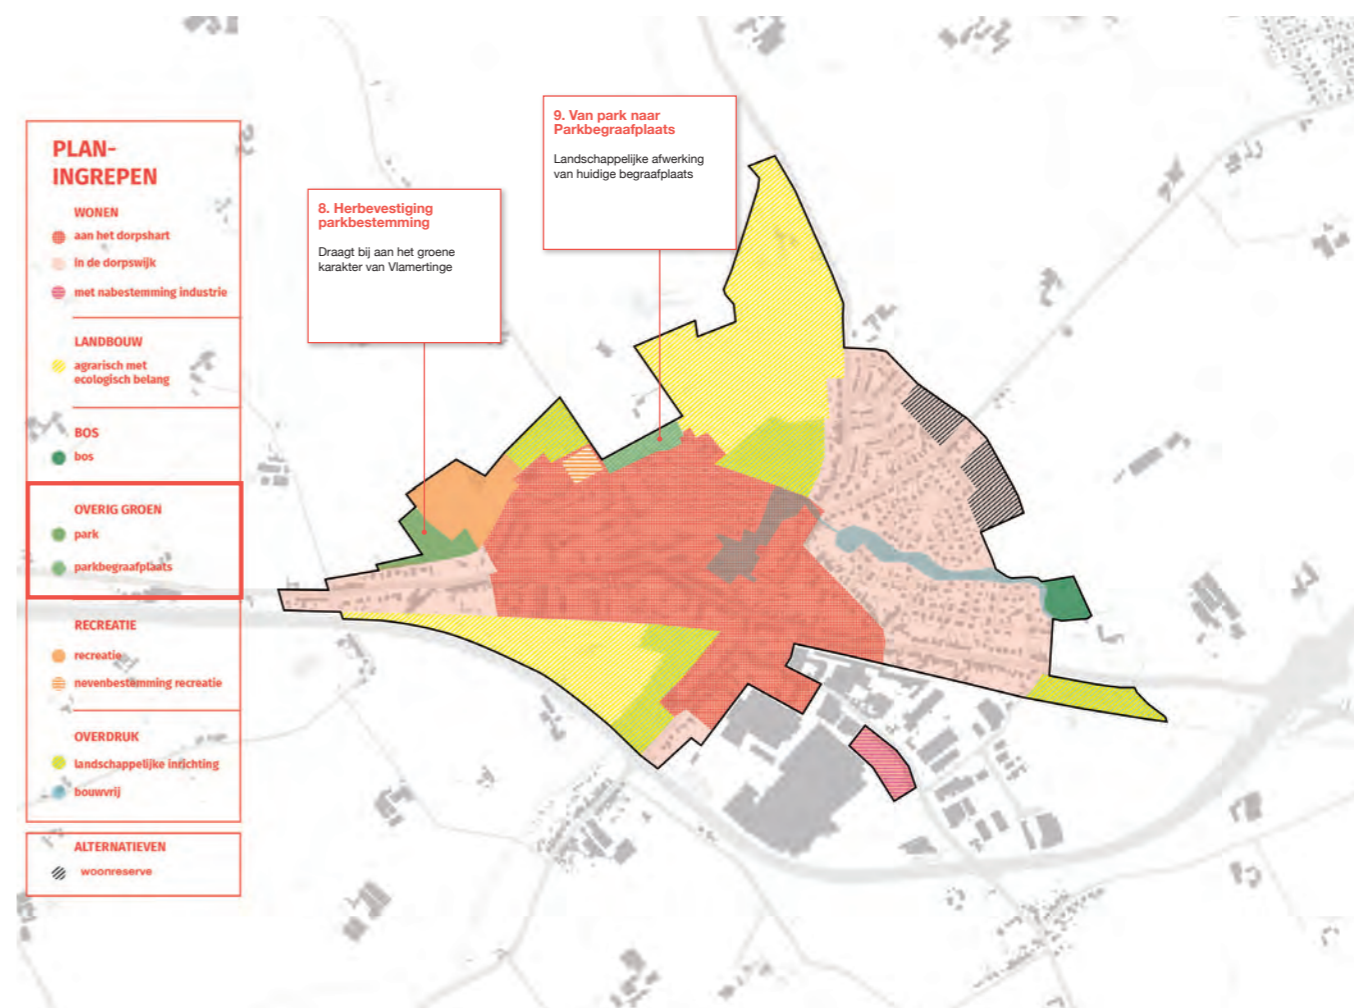 PLAN-
INGREPEN
WONEN
aan het dorpshart
In de dorpswijk
met nabestemming industrie
LANDBOUW
agrarisch met
ecologisch belang
BOS
bos
OVERIG GROEN
park
parkbegraafplaats
RECREATIE
recreatie
nevenbestemming recreatie
OVERDRUK
landschappelijke inrichting
bouwvrij
ALTERNATIEVEN
woonreserve
8. Herbevestiging
parkbestemming
Draagt bij aan het groene
karakter van Vlamertinge
9. Van park naar
Parkbegraafplaats
Landschappelijke afwerking
van huidige begraafplaats